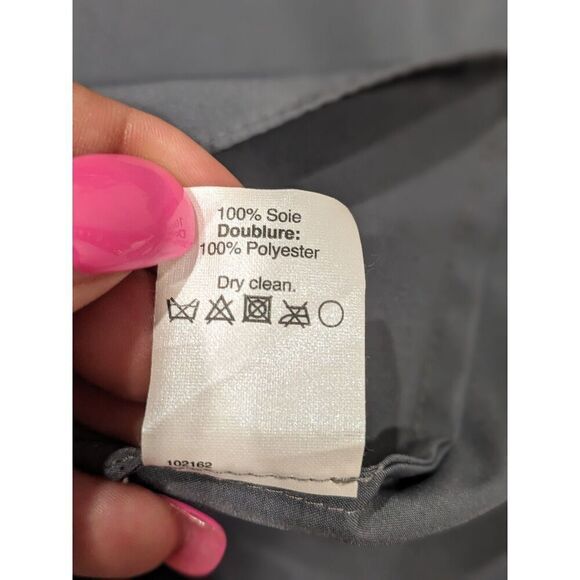 100% Soie
Doublure:
100% Polyester
Dry clean.
102162